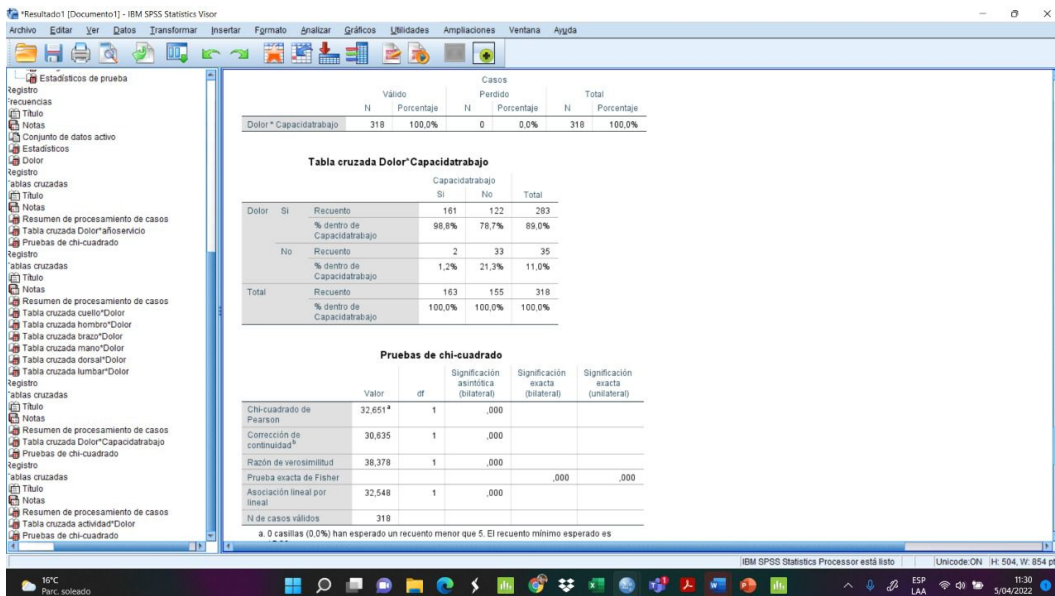 *Resultado1 [Documento1] - IBM SPSS Statistics Visor
Archivo Editar Ver Datos Transformar Insertar Formato Analizar Gráficos Utilidades Ampliaciones Ventana Ayuda
Estadísticos de prueba
Registro
Frecuencias
Título
Notas
Conjunto de datos activo
Estadísticos
Dolor
Registro
Tablas cruzadas
Título
Notas
Resumen de procesamiento de casos
Tabla cruzada Dolor*añoservicio
Pruebas de chi-cuadrado
Registro
Tablas cruzadas
Título
Notas
Resumen de procesamiento de casos
Tabla cruzada cuello*Dolor
Tabla cruzada hombro*Dolor
Tabla cruzada brazo*Dolor
Tabla cruzada mano*Dolor
Tabla cruzada dorsal*Dolor
Tabla cruzada lumbar*Dolor
Registro
Tablas cruzadas
Título
Notas
Resumen de procesamiento de casos
Tabla cruzada Dolor*Capacidatrabajo
Pruebas de chi-cuadrado
Registro
Tablas cruzadas
Título
Notas
Resumen de procesamiento de casos
Tabla cruzada actividad*Dolor
Pruebas de chi-cuadrado
Casos
Válido Perdido Total
N Porcentaje N Porcentaje N Porcentaje
Dolor * Capacidatrabajo 318 100,0% 0 0,0% 318 100,0%
Tabla cruzada Dolor*Capacidatrabajo
Capacidatrabajo
Si No Total
Dolor Si Recuento 161 122 283
% dentro de Capacidatrabajo 98,8% 78,7% 89,0%
No Recuento 2 33 35
% dentro de Capacidatrabajo 1,2% 21,3% 11,0%
Total Recuento 163 155 318
% dentro de Capacidatrabajo 100,0% 100,0% 100,0%
Pruebas de chi-cuadrado
Valor df Significación asintótica (bilateral) Significación exacta (bilateral) Significación exacta (unilateral)
Chi-cuadrado de Pearson 32,651a 1 ,000
Corrección de continuidadb 30,635 1 ,000
Razón de verosimilitud 38,378 1 ,000
Prueba exacta de Fisher ,000 ,000
Asociación lineal por lineal 32,548 1 ,000
N de casos válidos 318
a. 0 casillas (0,0%) han esperado un recuento menor que 5. El recuento mínimo esperado es
IBM SPSS Statistics Processor está listo Unicode:ON H: 504, W: 854 pt
16°C
Parc. soleado
ESP
LAA
11:30
5/04/2022